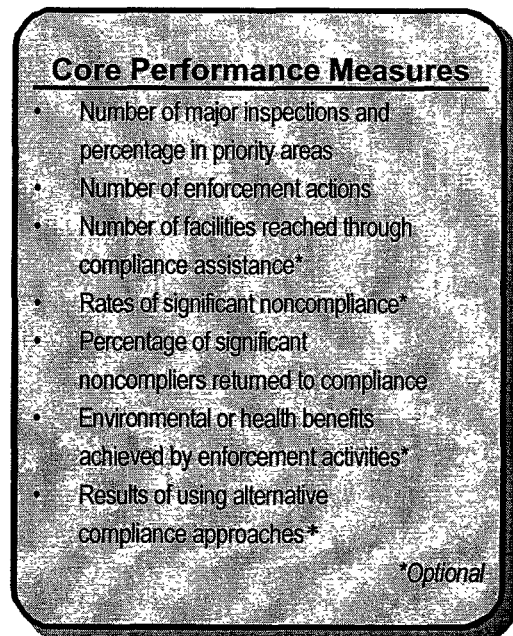 Core Performance Measures
• Number of major inspections and
percentage in priority areas
• Number of enforcement actions
• Number of facilities reached through
compliance assistance*
• Rates of significant noncompliance*
• Percentage of significant
noncompliers returned to compliance
• Environmental or health benefits
achieved by enforcement activities*
• Results of using alternative
compliance approaches*
*Optional